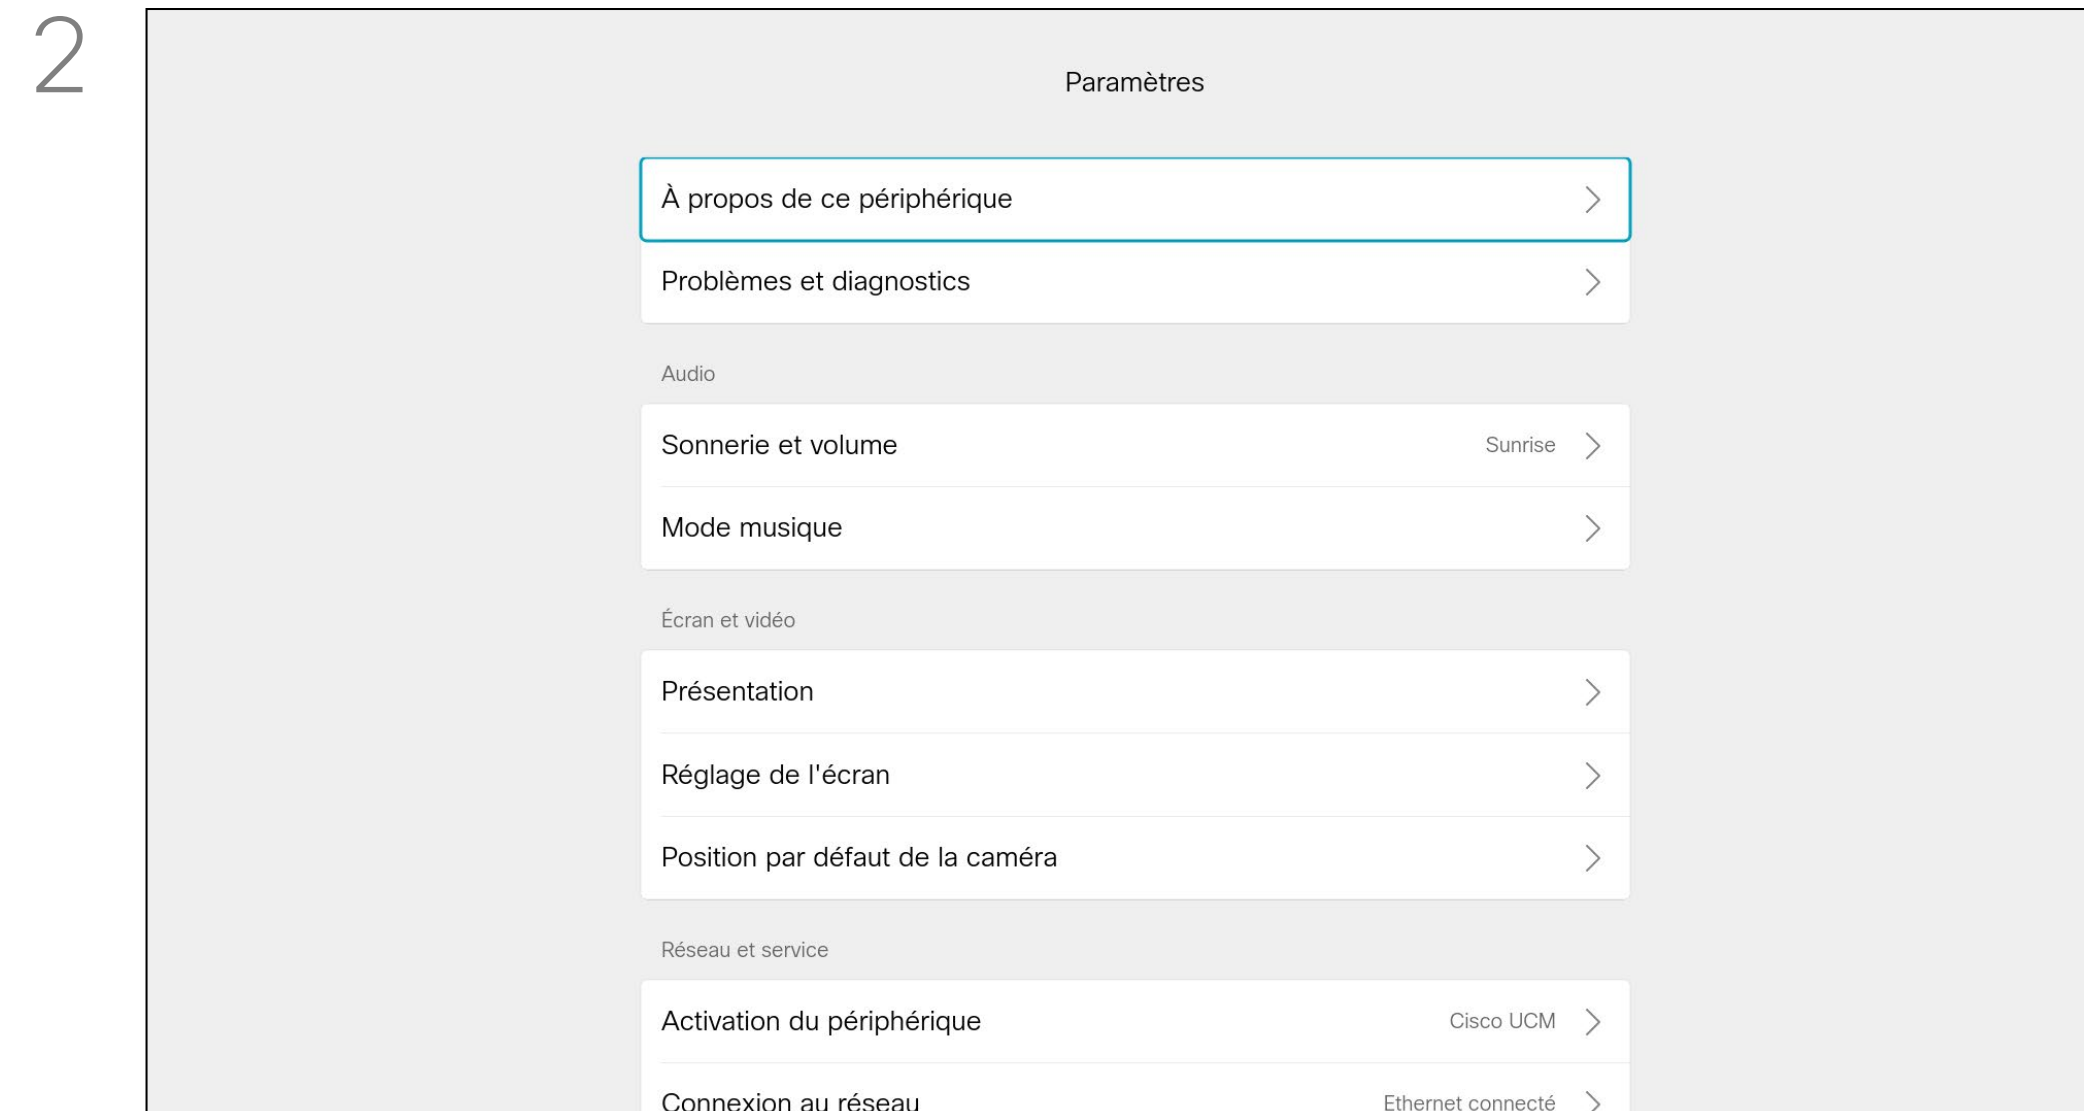 2
Paramètres
À propos de ce périphérique
Problèmes et diagnostics
Audio
Sonnerie et volume Sunrise
Mode musique
Écran et vidéo
Présentation
Réglage de l'écran
Position par défaut de la caméra
Réseau et service
Activation du périphérique Cisco UCM
Connexion au réseau Ethernet connecté